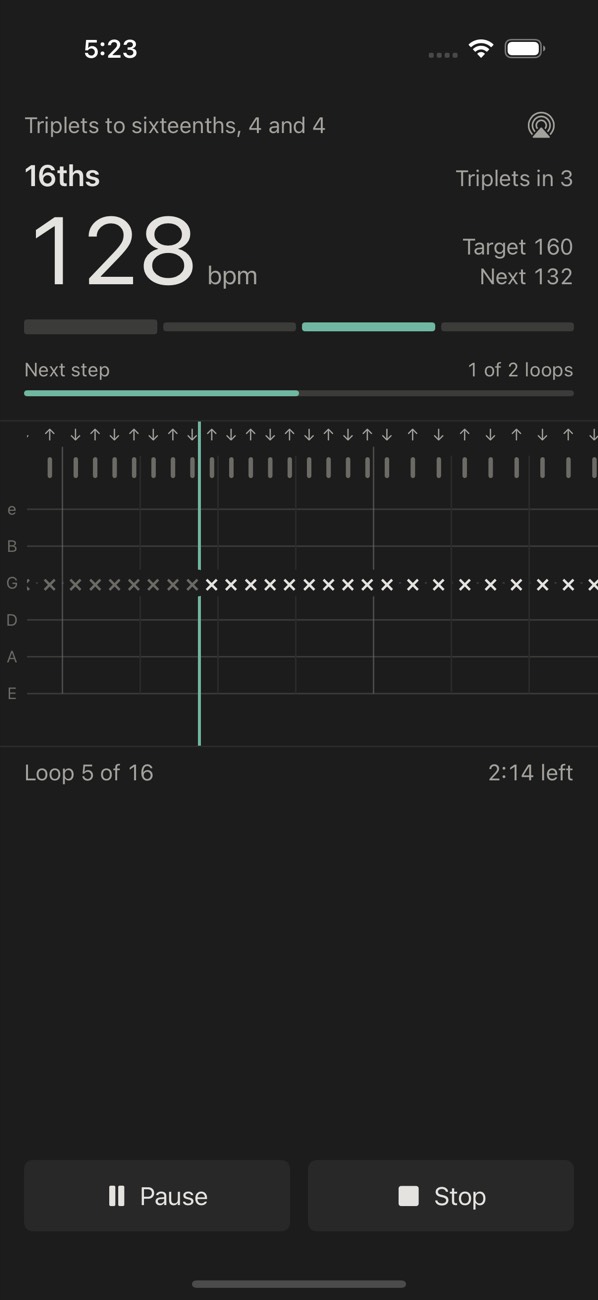 5:23
Triplets to sixteenths, 4 and 4
16ths
Triplets in 3
128 bpm
Target 160
Next 132
Next step
1 of 2 loops
e
B
G
D
A
E
Loop 5 of 16
2:14 left
Pause
Stop